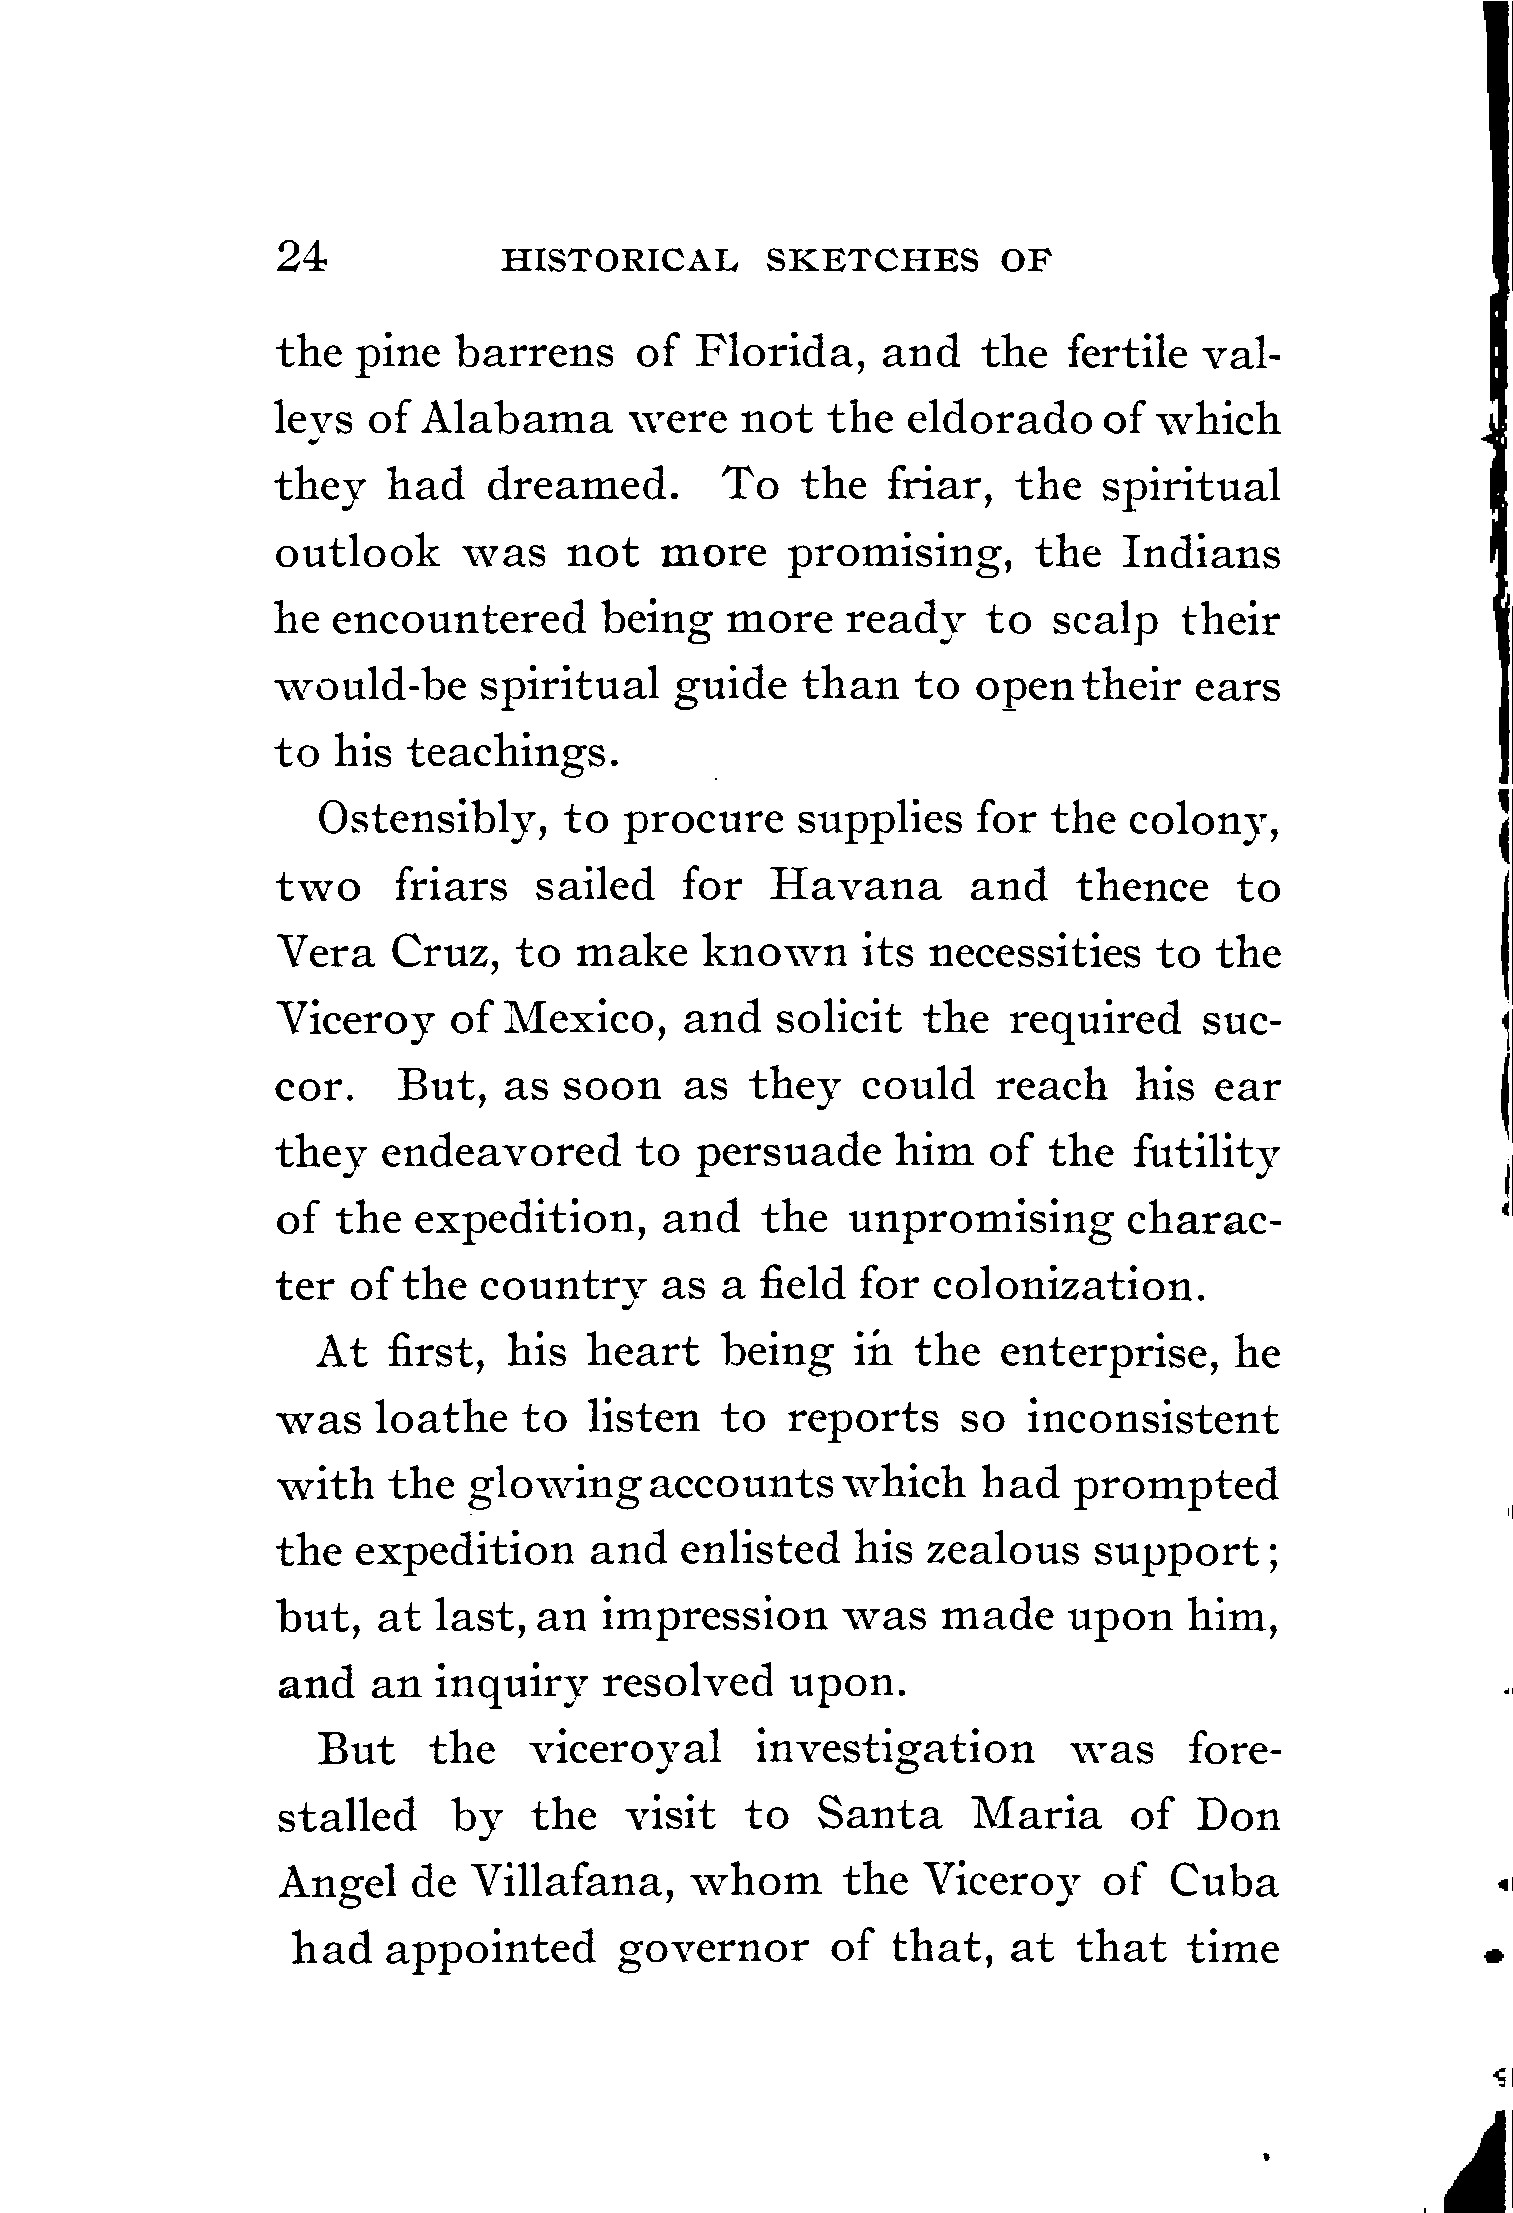 24 HISTORICAL SKETCHES OF
the pine barrens of Florida, and the fertile val-
leys of Alabama were not the eldorado of which
they had dreamed. To the friar, the spiritual
outlook was not more promising, the Indians
he encountered being more ready to scalp their
would-be spiritual guide than to open their ears
to his teachings.
Ostensibly, to procure supplies for the colony,
two friars sailed for Havana and thence to
Vera Cruz, to make known its necessities to the
Viceroy of Mexico, and solicit the required suc-
cor. But, as soon as they could reach his ear
they endeavored to persuade him of the futility
of the expedition, and the unpromising charac-
ter of the country as a field for colonization.
At first, his heart being in the enterprise, he
was loathe to listen to reports so inconsistent
with the glowing accounts which had prompted
the expedition and enlisted his zealous support;
but, at last, an impression was made upon him,
and an inquiry resolved upon.
But the viceroyal investigation was fore-
stalled by the visit to Santa Maria of Don
Angel de Villafana, whom the Viceroy of Cuba
had appointed governor of that, at that time